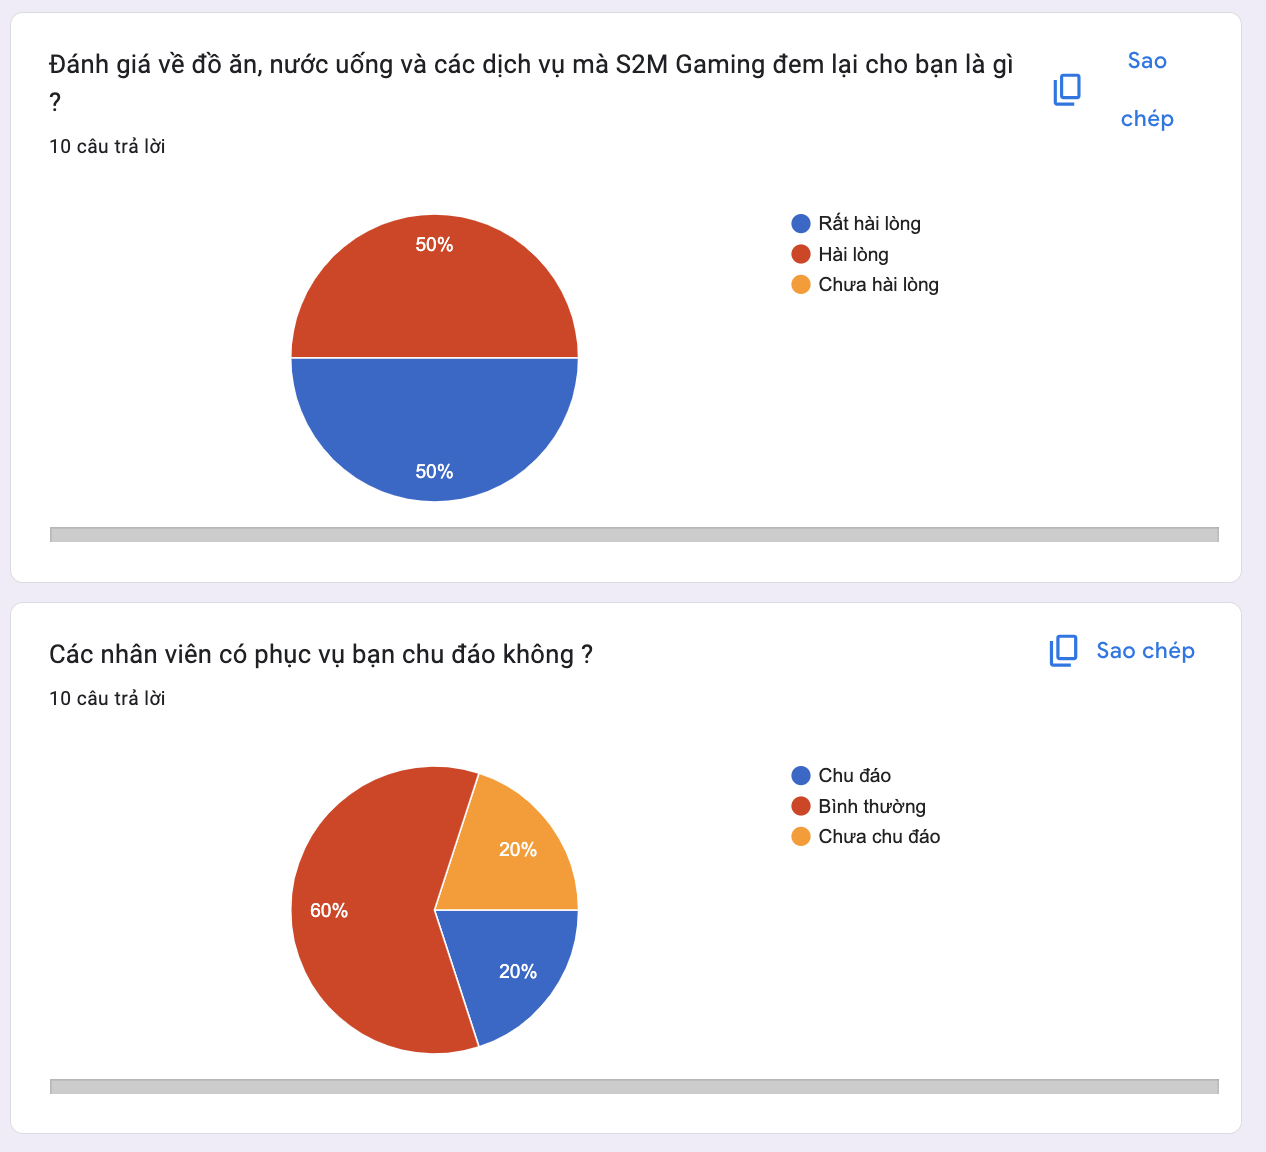 Đánh giá về đồ ăn, nước uống và các dịch vụ mà S2M Gaming đem lại cho bạn là gì
?
Sao
chép
10 câu trả lời
50%
50%
Rất hài lòng
Hài lòng
Chưa hài lòng
Các nhân viên có phục vụ bạn chu đáo không ?
Sao chép
10 câu trả lời
20%
60%
20%
Chu đáo
Bình thường
Chưa chu đáo